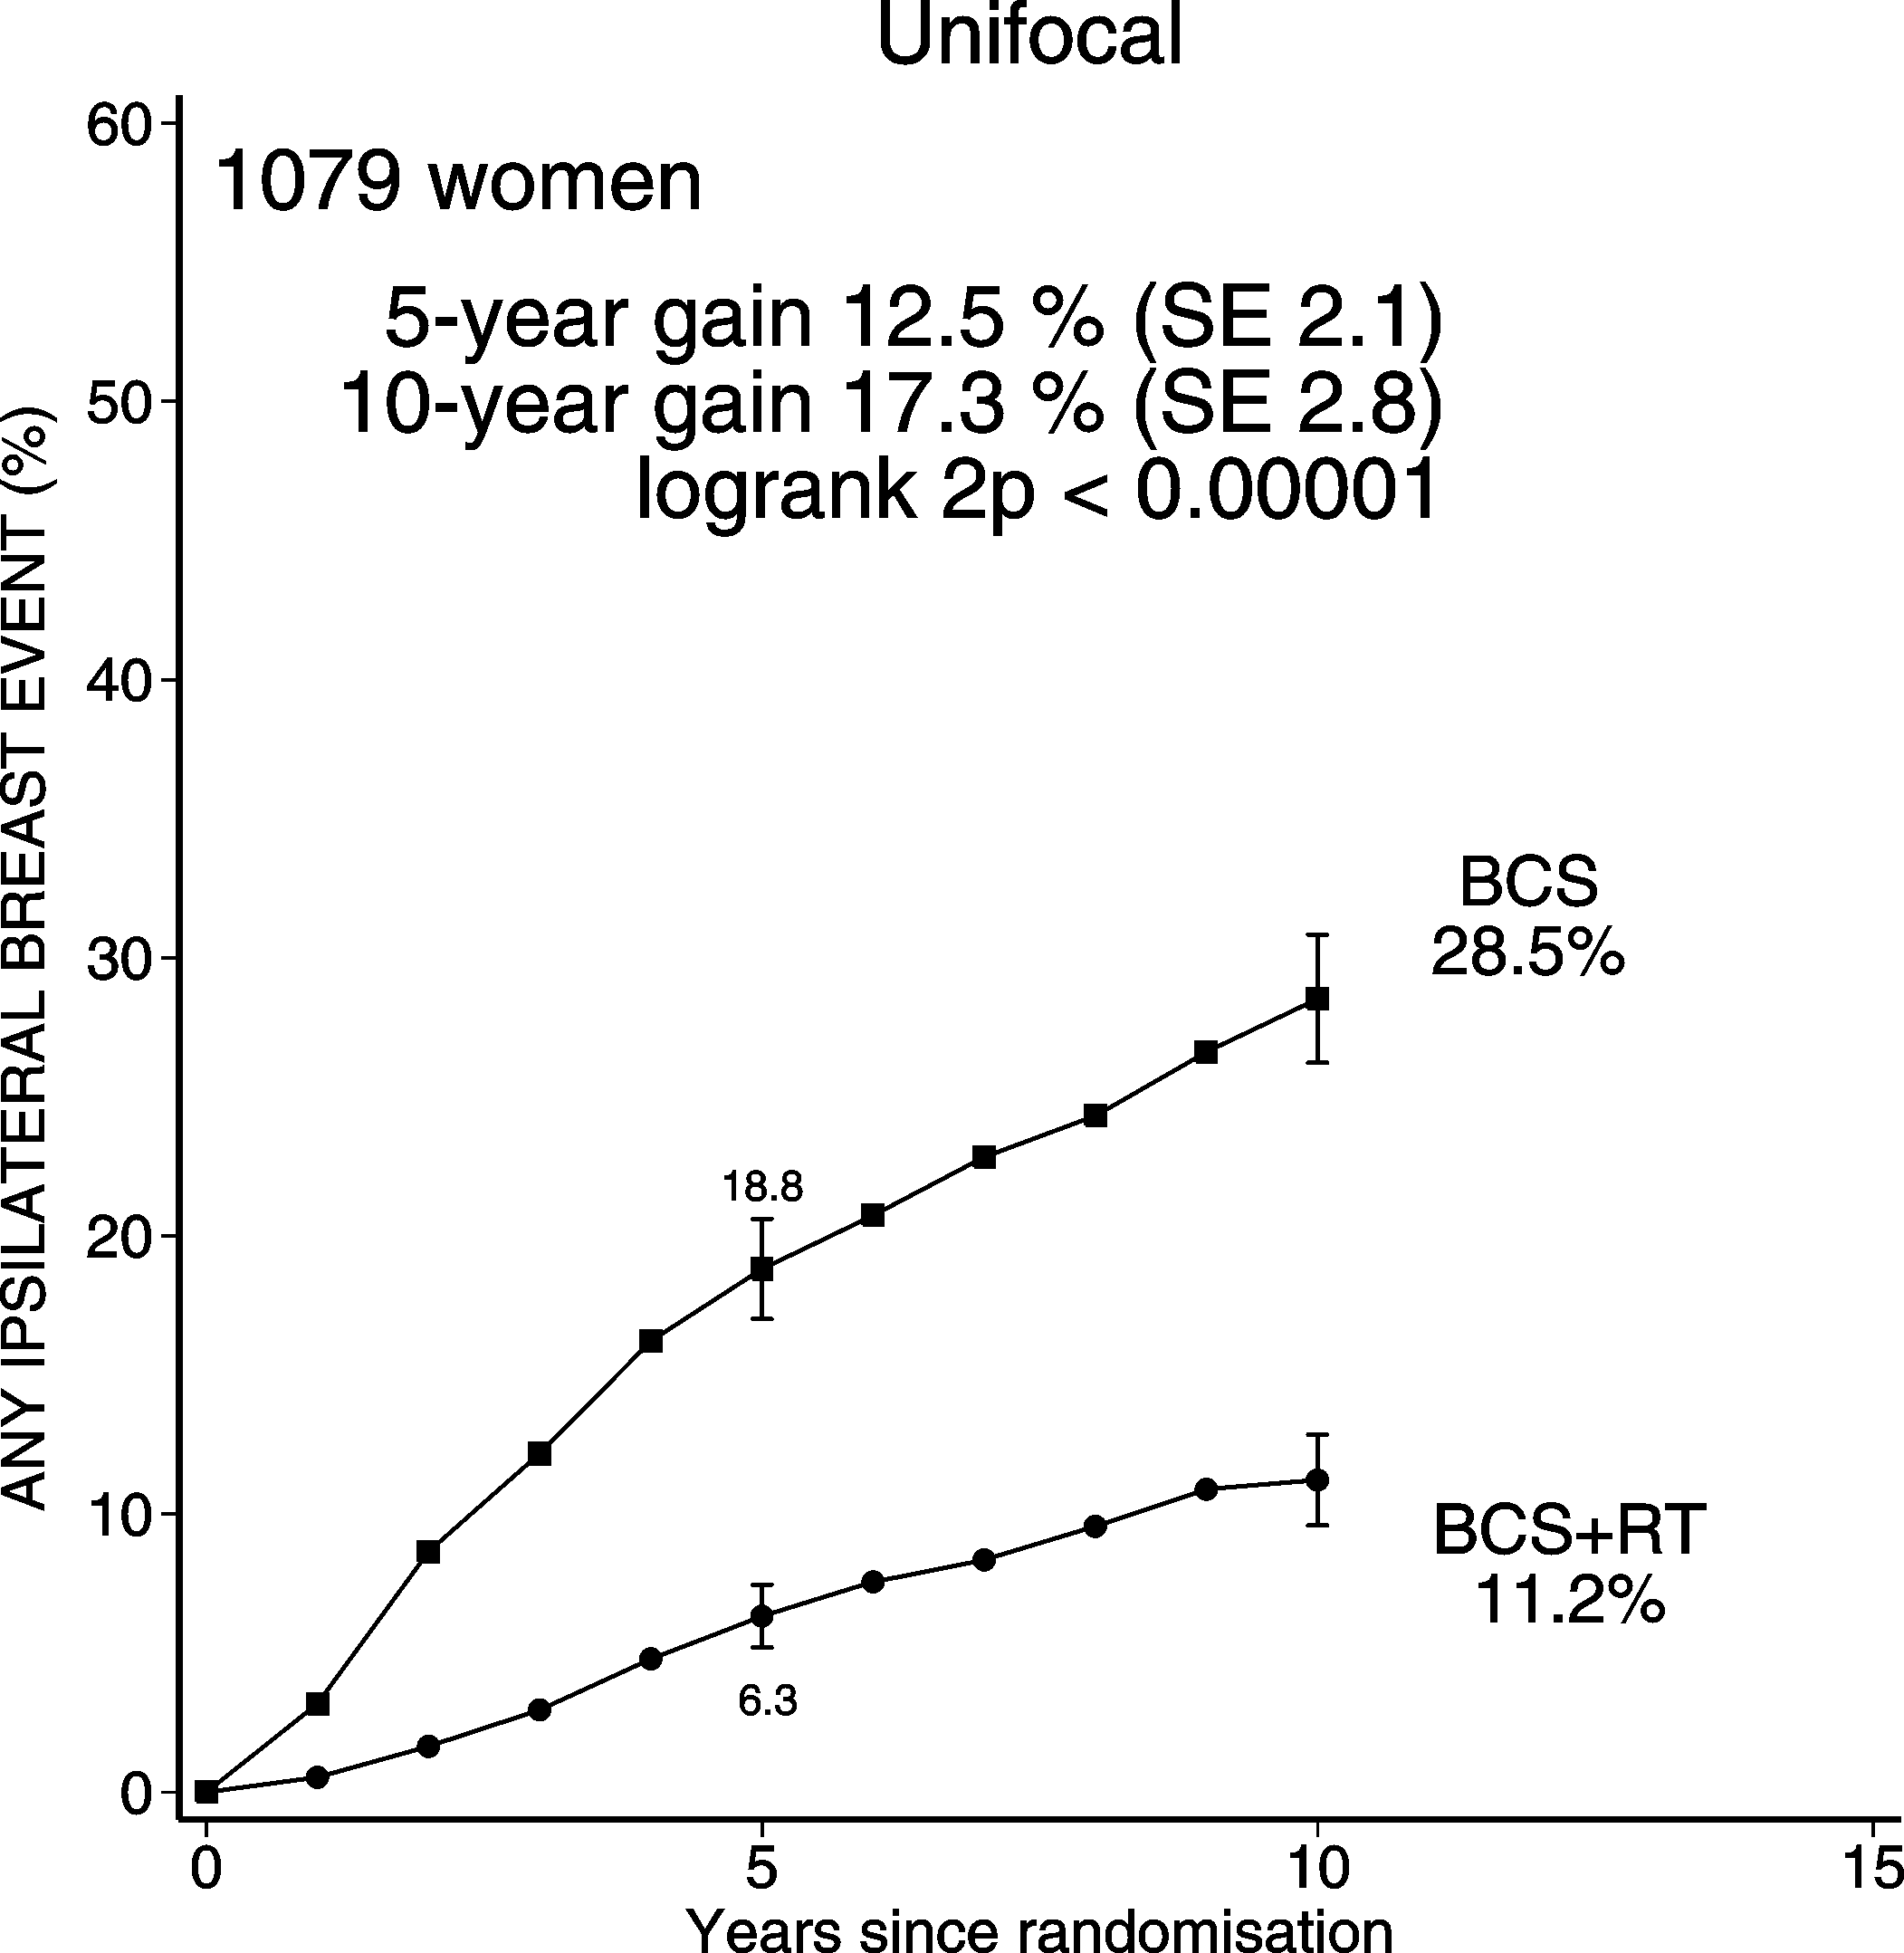 Unifocal
60
1079 women
5-year gain 12.5 % (SE 2.1)
10-year gain 17.3 % (SE 2.8)
logrank 2p < 0.00001
50
40
30
20
10
0
ANY IPSILATERAL BREAST EVENT (%)
BCS
28.5%
18.8
BCS+RT
11.2%
6.3
0
5
10
15
Years since randomisation